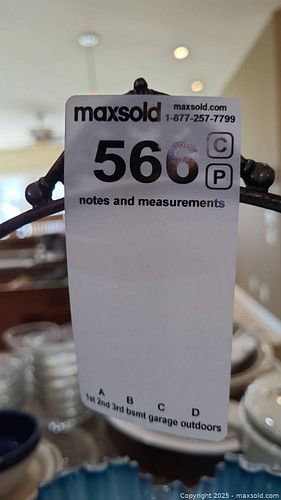 maxsold maxsold.com
1-877-257-7799
566 C
P
notes and measurements
A B C D
1st 2nd 3rd bsmt garage outdoors
Copyright © 2025 - maxsold.com